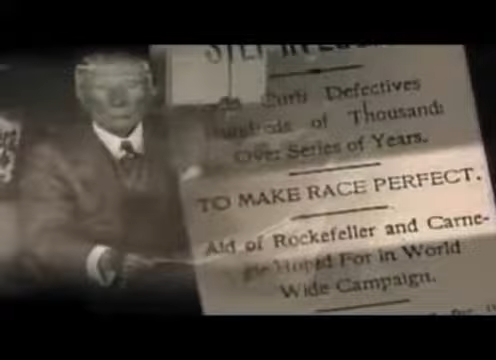 Curb Defectives
Hundreds of Thousands
Over Series of Years.
TO MAKE RACE PERFECT.
Aid of Rockefeller and Carne-
gie Hoped For in World
Wide Campaign.